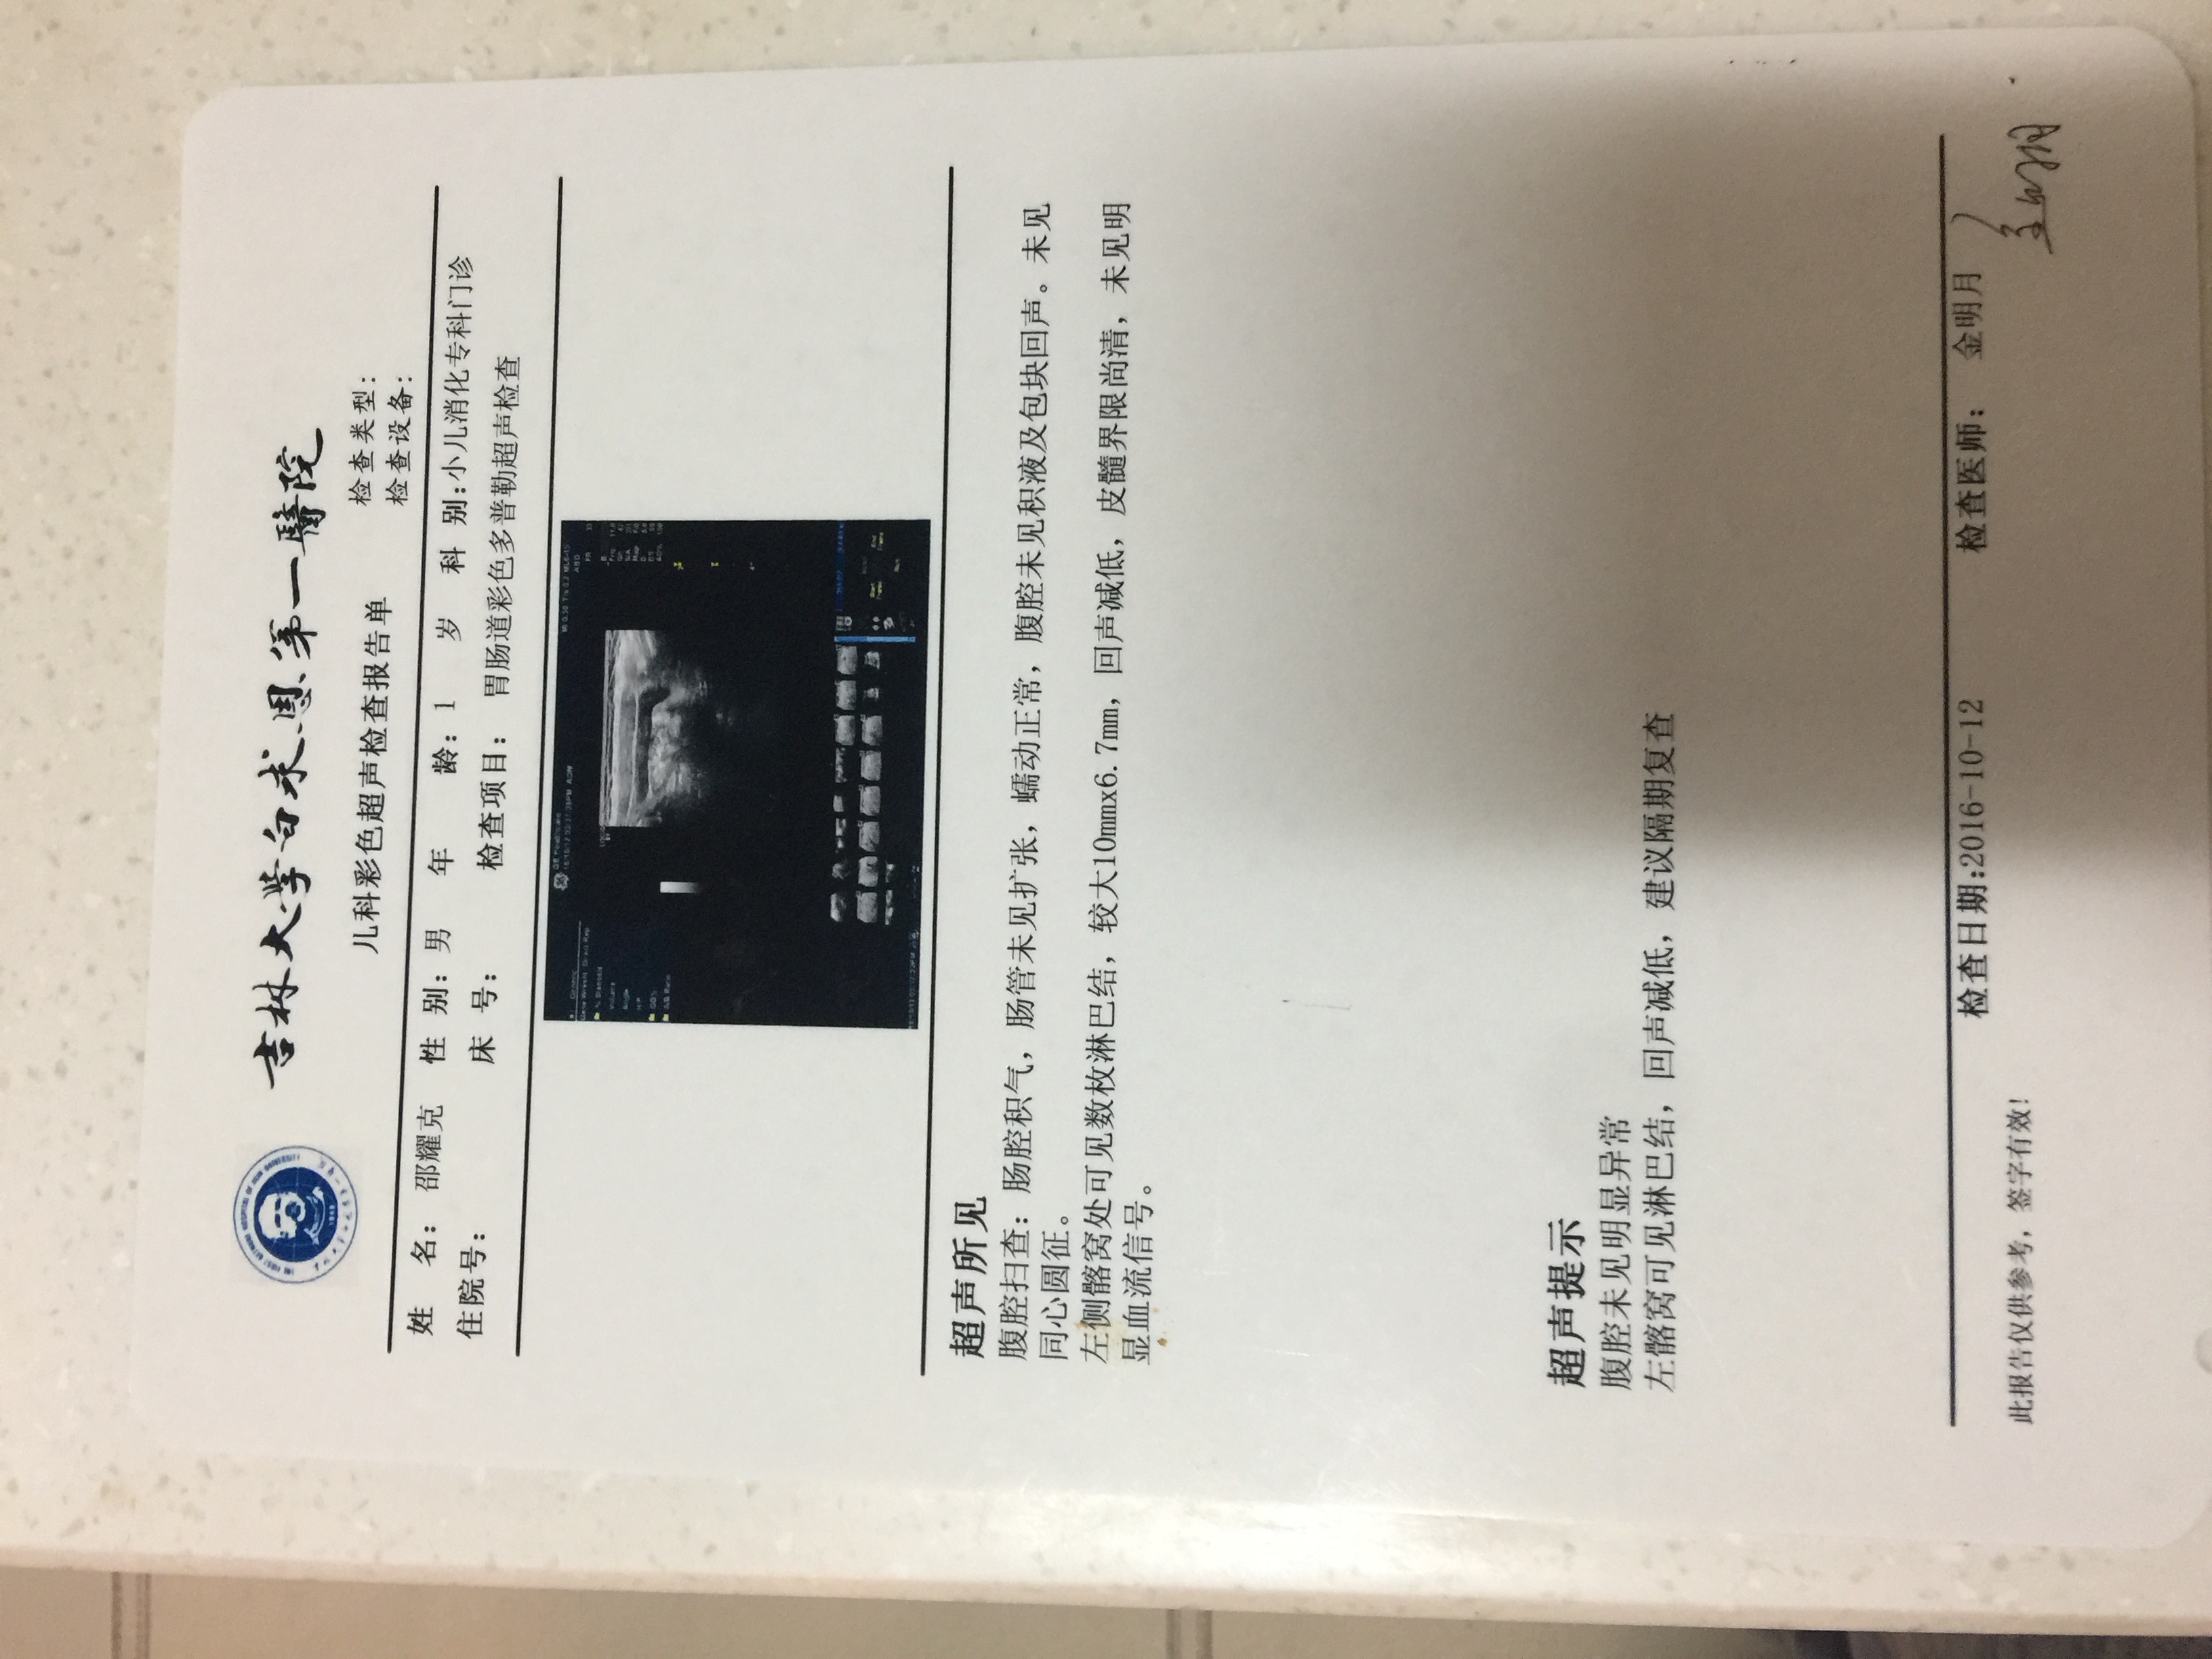 吉林大學白求恩第一醫院
儿科彩色超声检查报告单
检查类型:
检查设备:
姓 名: 邵耀克 性 别: 男 年 龄: 1 岁 科 别: 小儿消化专科门诊
住院号: 床 号: 检查项目: 胃肠道彩色多普勒超声检查
超声所见
腹腔扫查: 肠腔积气, 肠管未见扩张, 蠕动正常, 腹腔未见积液及包块回声。未见
同心圆征。
左侧髂窝处可见数枚淋巴结, 较大10mmx6.7mm, 回声减低, 皮髓界限尚清, 未见明
显血流信号。
超声提示
腹腔未见明显异常
左髂窝可见淋巴结, 回声减低, 建议隔期复查
检查日期:2016-10-12 检查医师: 金明月
此报告仅供参考, 签字有效!